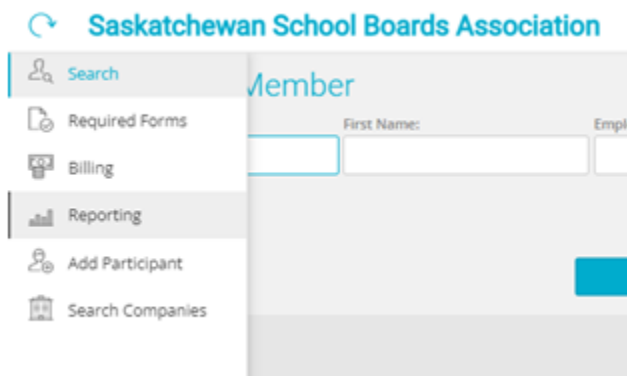 Saskatchewan School Boards Association
Search
Member
Required Forms
First Name:
Billing
Reporting
Add Participant
Search Companies